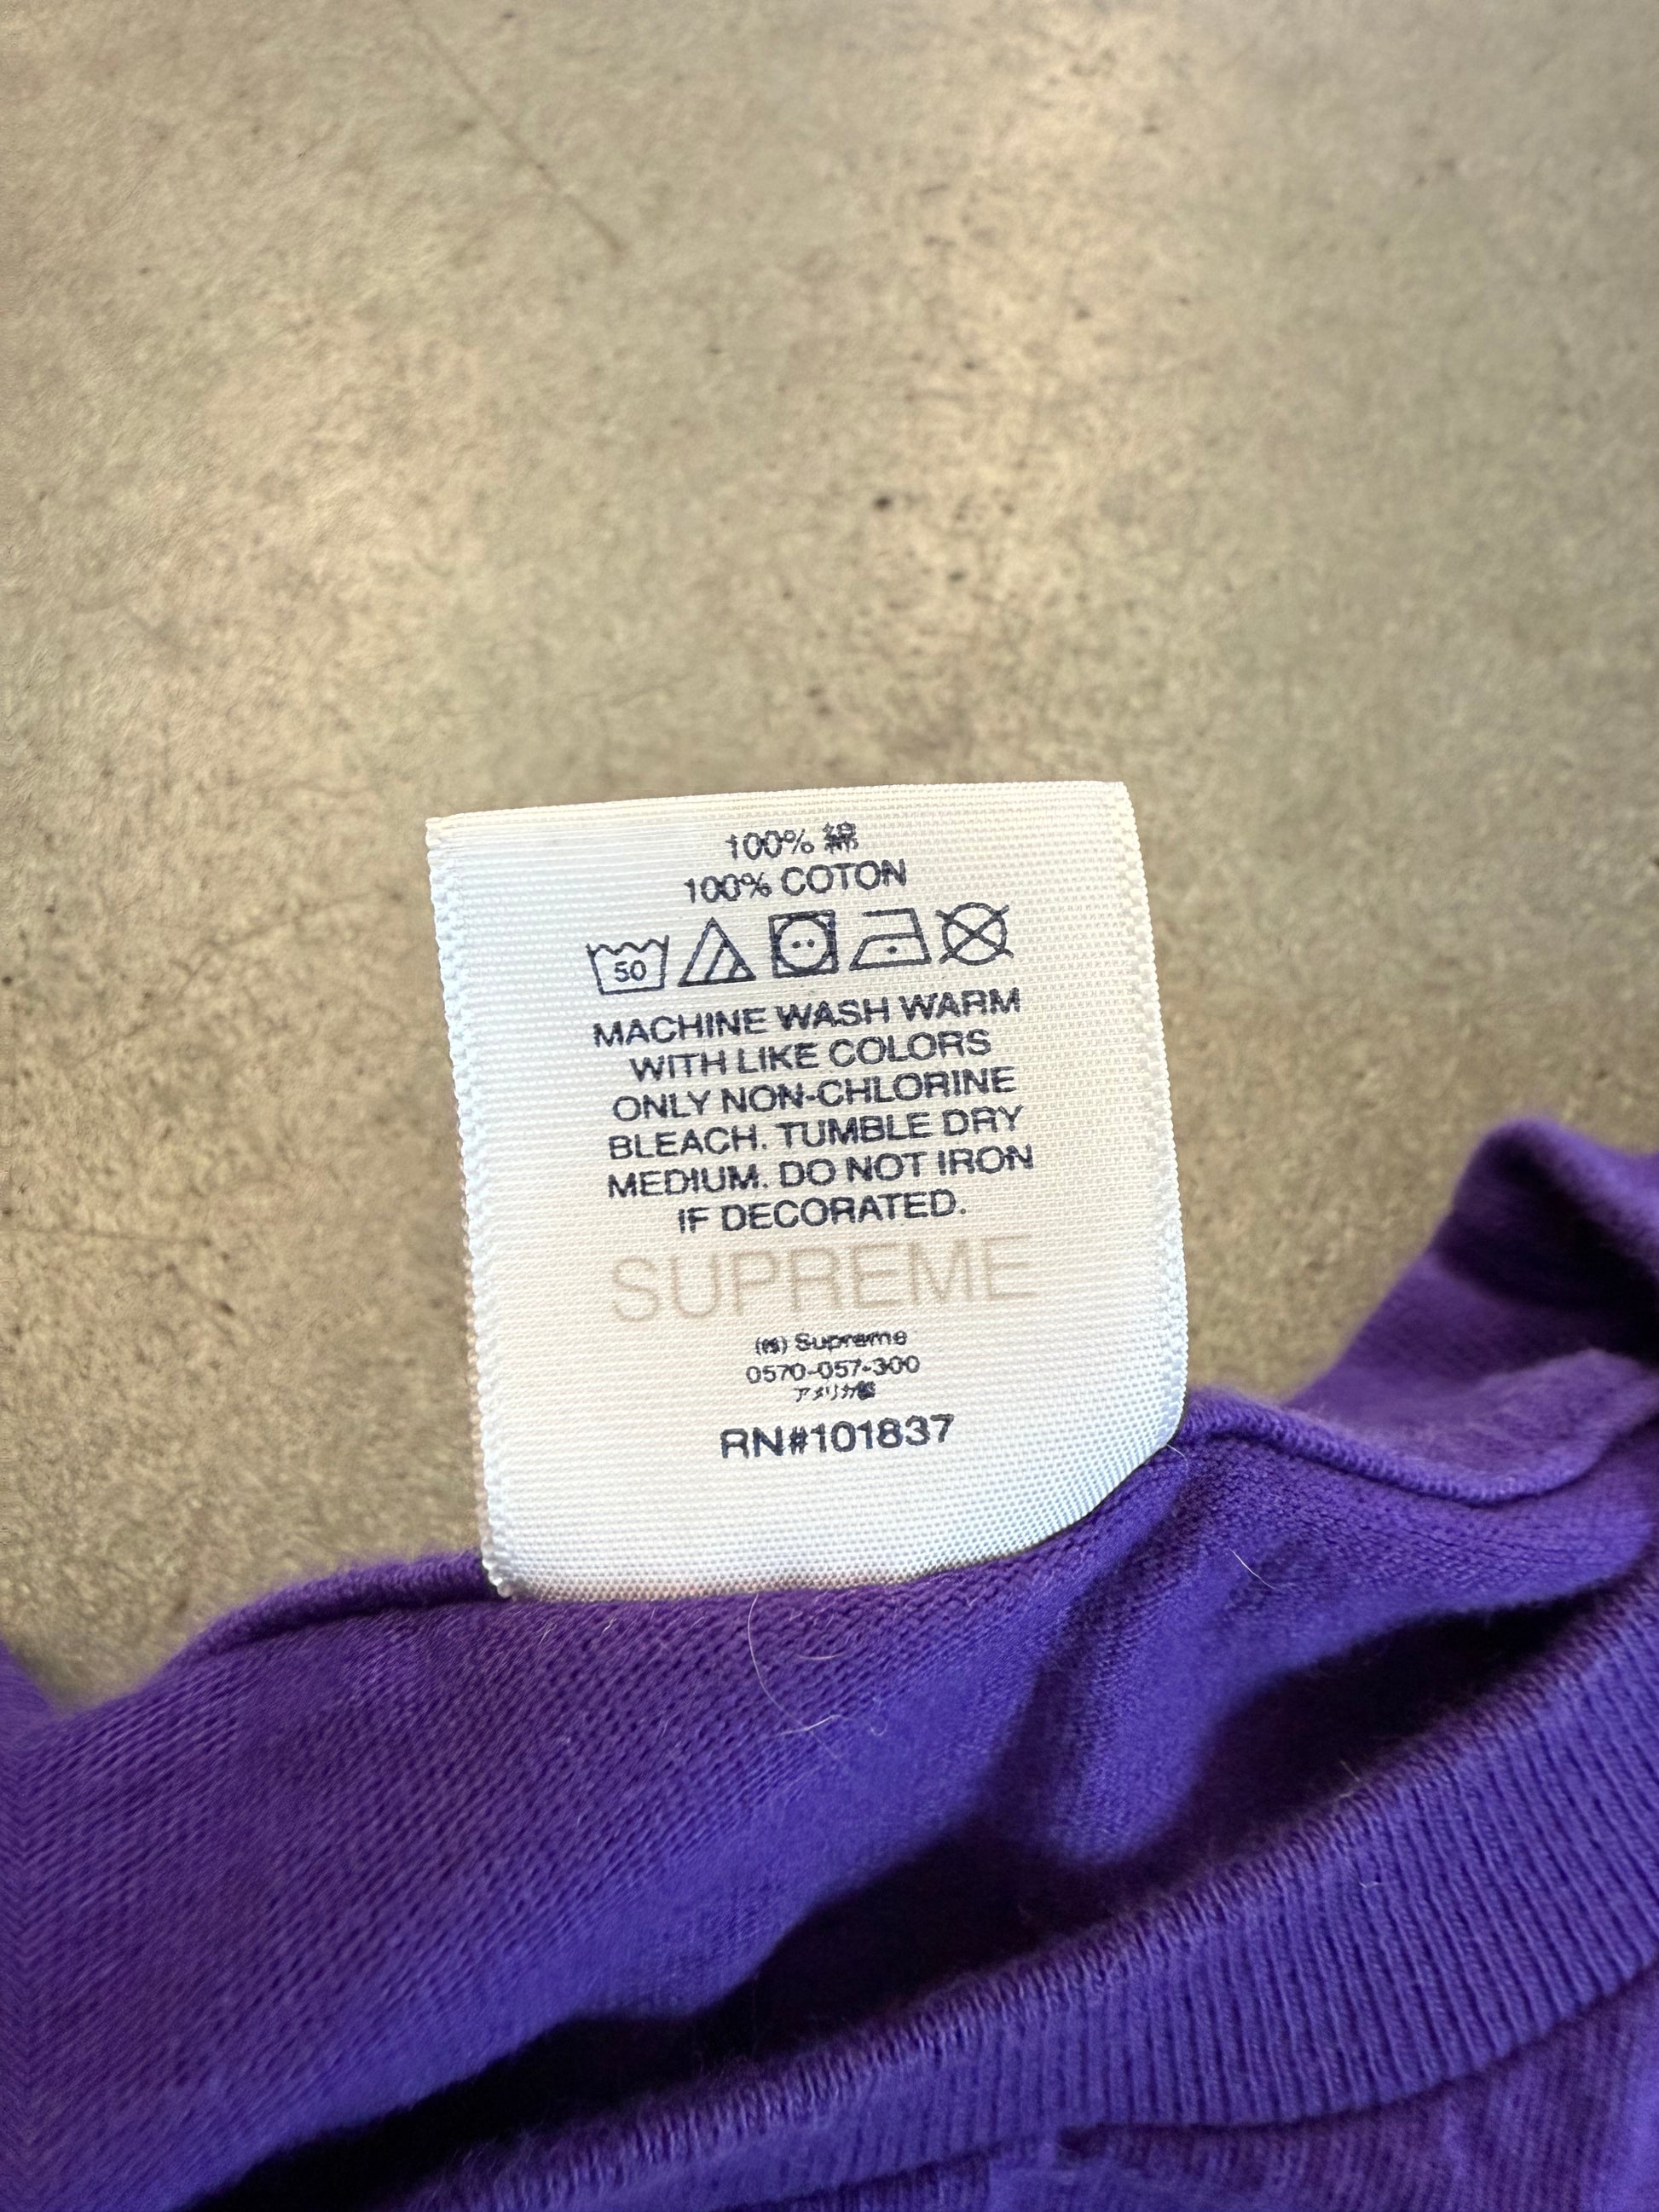 100% 綿
100% COTON
50
MACHINE WASH WARM
WITH LIKE COLORS
ONLY NON-CHLORINE
BLEACH. TUMBLE DRY
MEDIUM. DO NOT IRON
IF DECORATED.
SUPREME
(株) Supreme
0570-057-300
アメリカ製
RN#101837